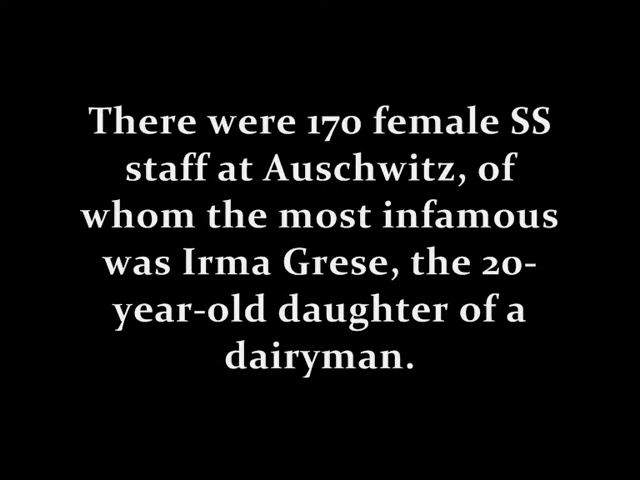 There were 170 female SS
staff at Auschwitz, of
whom the most infamous
was Irma Grese, the 20-
year-old daughter of a
dairyman.